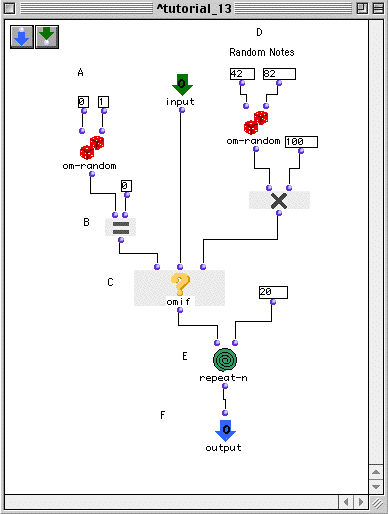 ^tutorial_13
D
Random Notes
A
42 82
0 1
0
input
om-random
100
om-random
0
B
C
omif
20
E
repeat-n
F
0
output